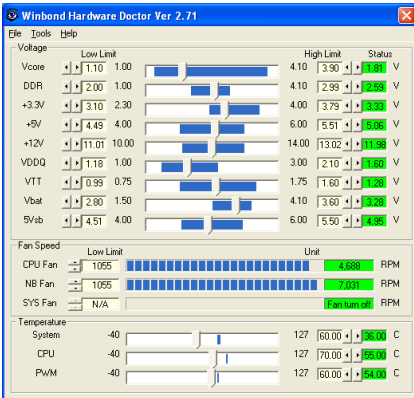 Winbond Hardware Doctor Ver 2.71
File Tools Help
Voltage
Low Limit High Limit Status
Vcore 1.10 1.00 4.10 3.90 1.81 V
DDR 2.00 1.00 4.10 2.99 2.59 V
+3.3V 3.10 2.30 4.00 3.79 3.33 V
+5V 4.49 4.00 6.00 5.51 5.06 V
+12V 11.01 10.00 14.00 13.02 11.98 V
VDDQ 1.18 1.00 3.00 2.10 1.60 V
VTT 0.99 0.75 1.75 1.60 1.28 V
Vbat 2.80 1.50 4.10 3.60 3.28 V
5Vsb 4.51 4.00 6.00 5.50 4.95 V
Fan Speed
Low Limit Unit
CPU Fan 1055 4,688 RPM
NB Fan 1055 7,031 RPM
SYS Fan N/A Fan turn off RPM
Temperature
System -40 127 60.00 36.00 C
CPU -40 127 70.00 55.00 C
PWM -40 127 60.00 54.00 C